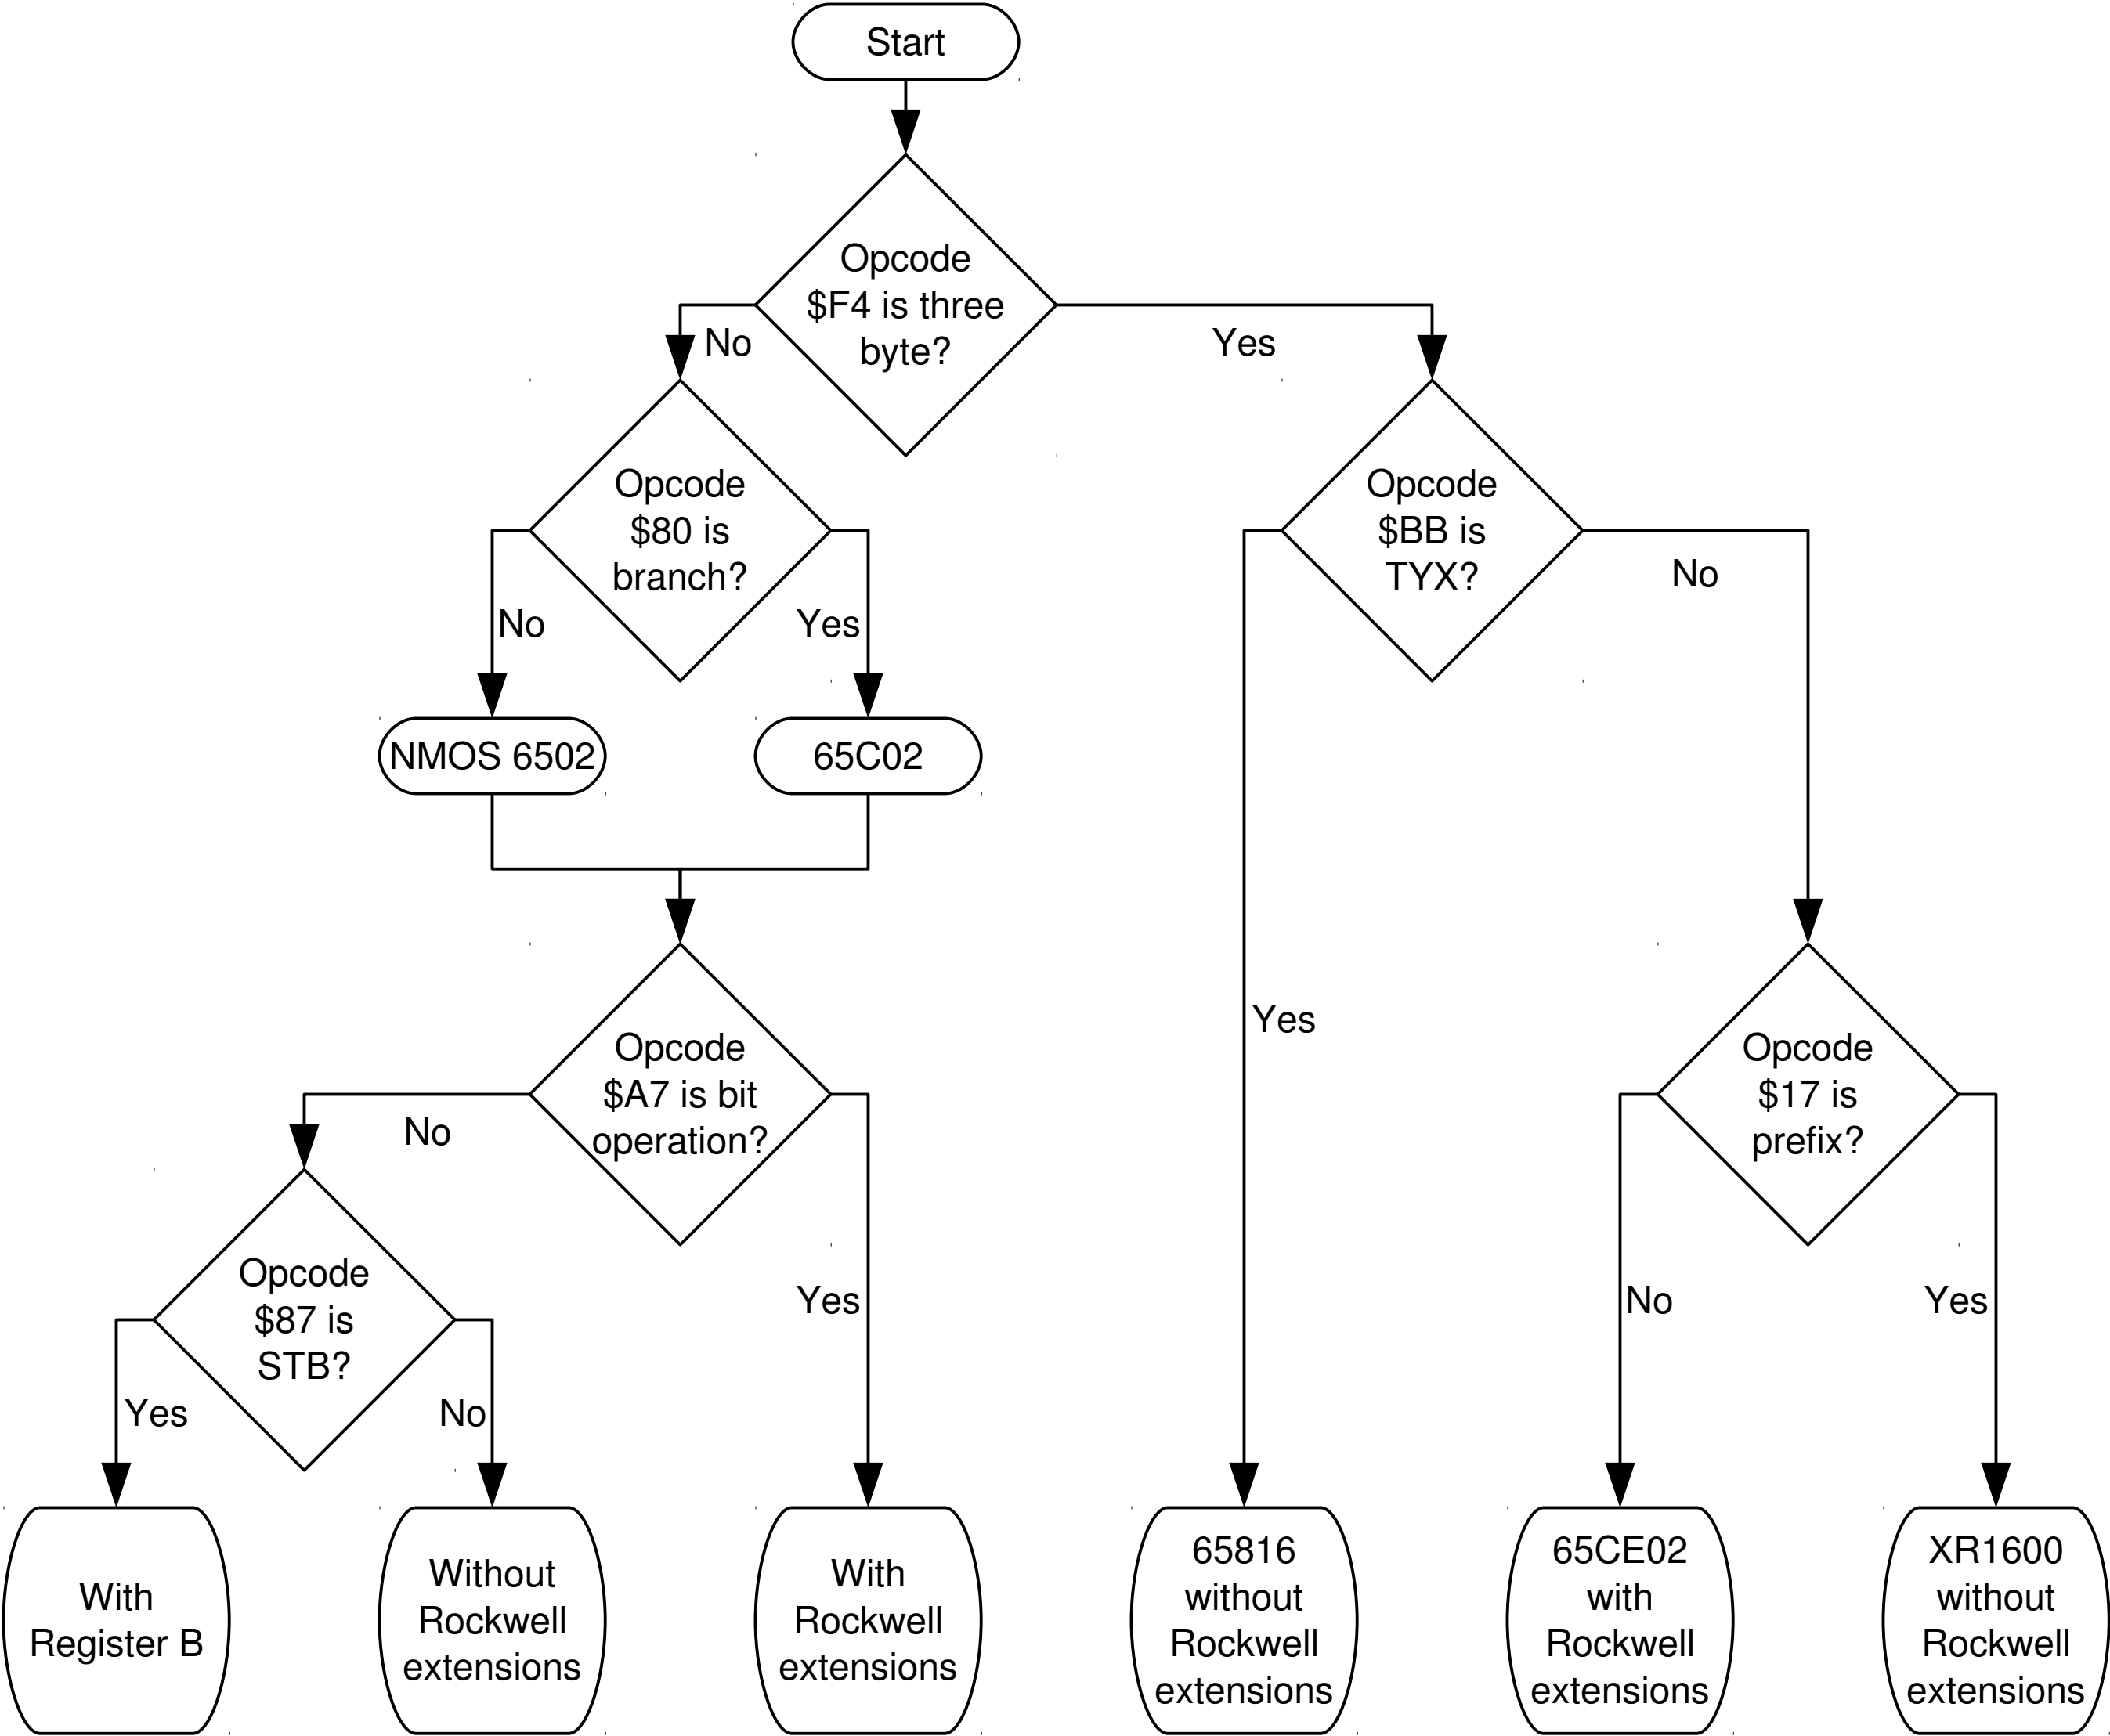 Start
Opcode
$F4 is three
byte?
No
Yes
Opcode
$80 is
branch?
Opcode
$BB is
TYX?
No
No
Yes
NMOS 6502
65C02
Yes
Opcode
$A7 is bit
operation?
Opcode
$17 is
prefix?
No
Opcode
$87 is
STB?
Yes
No
Yes
Yes
No
With
Register B
Without
Rockwell
extensions
With
Rockwell
extensions
65816
without
Rockwell
extensions
65CE02
with
Rockwell
extensions
XR1600
without
Rockwell
extensions